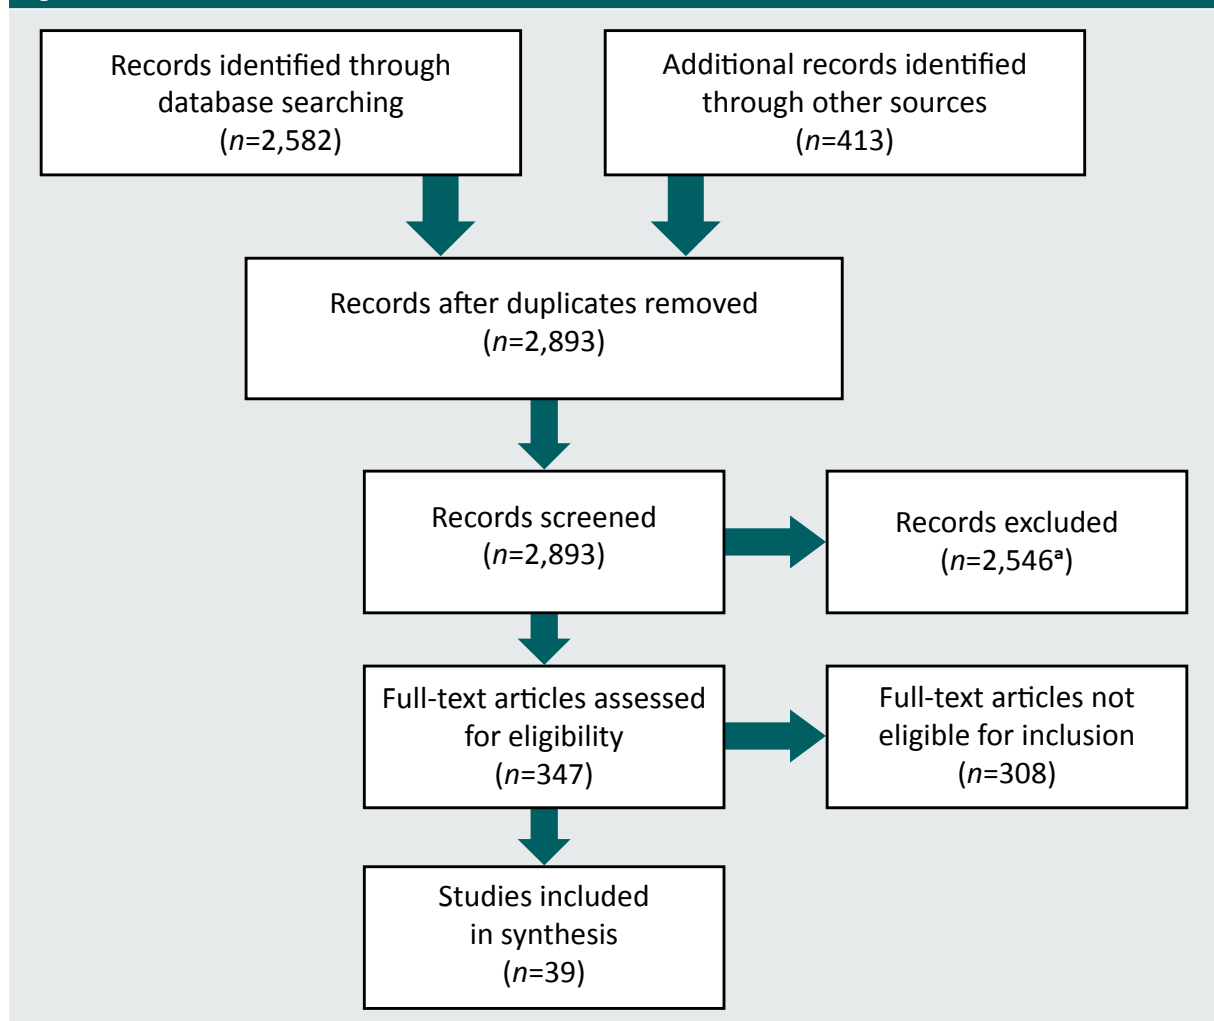 Records identified through
database searching
(n=2,582)
Additional records identified
through other sources
(n=413)
Records after duplicates removed
(n=2,893)
Records screened
(n=2,893)
Records excluded
(n=2,546ᵃ)
Full-text articles assessed
for eligibility
(n=347)
Full-text articles not
eligible for inclusion
(n=308)
Studies included
in synthesis
(n=39)